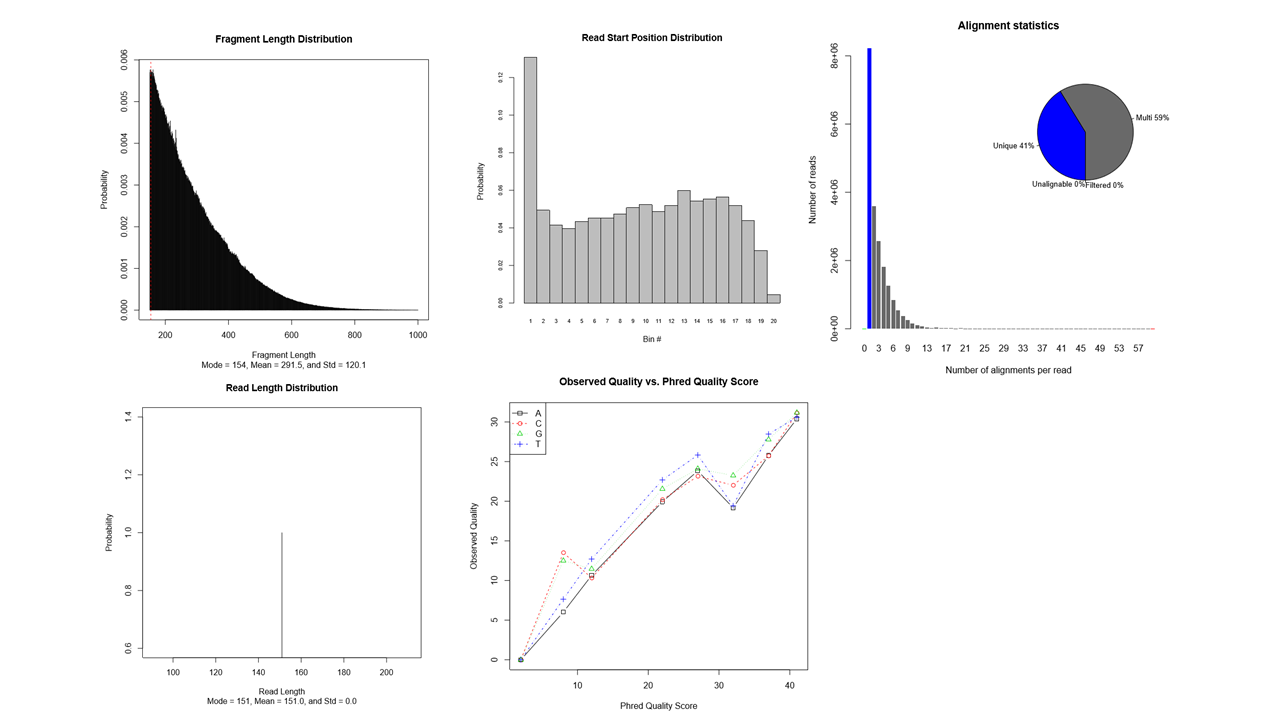 Fragment Length Distribution
Probability
0.000 0.001 0.002 0.003 0.004 0.005 0.006
200 400 600 800 1000
Fragment Length
Mode = 154, Mean = 291.5, and Std = 120.1
Read Start Position Distribution
Probability
0.00 0.02 0.04 0.06 0.08 0.10 0.12
1 2 3 4 5 6 7 8 9 10 11 12 13 14 15 16 17 18 19 20
Bin #
Alignment statistics
Number of reads
0e+00 2e+06 4e+06 6e+06 8e+06
Multi 59%
Unique 41%
Unalignable 0%
Filtered 0%
0 3 6 9 13 17 21 25 29 33 37 41 45 49 53 57
Number of alignments per read
Read Length Distribution
Probability
0.6 0.8 1.0 1.2 1.4
100 120 140 160 180 200
Read Length
Mode = 151, Mean = 151.0, and Std = 0.0
Observed Quality vs. Phred Quality Score
A
C
G
T
Observed Quality
0 5 10 15 20 25 30
10 20 30 40
Phred Quality Score